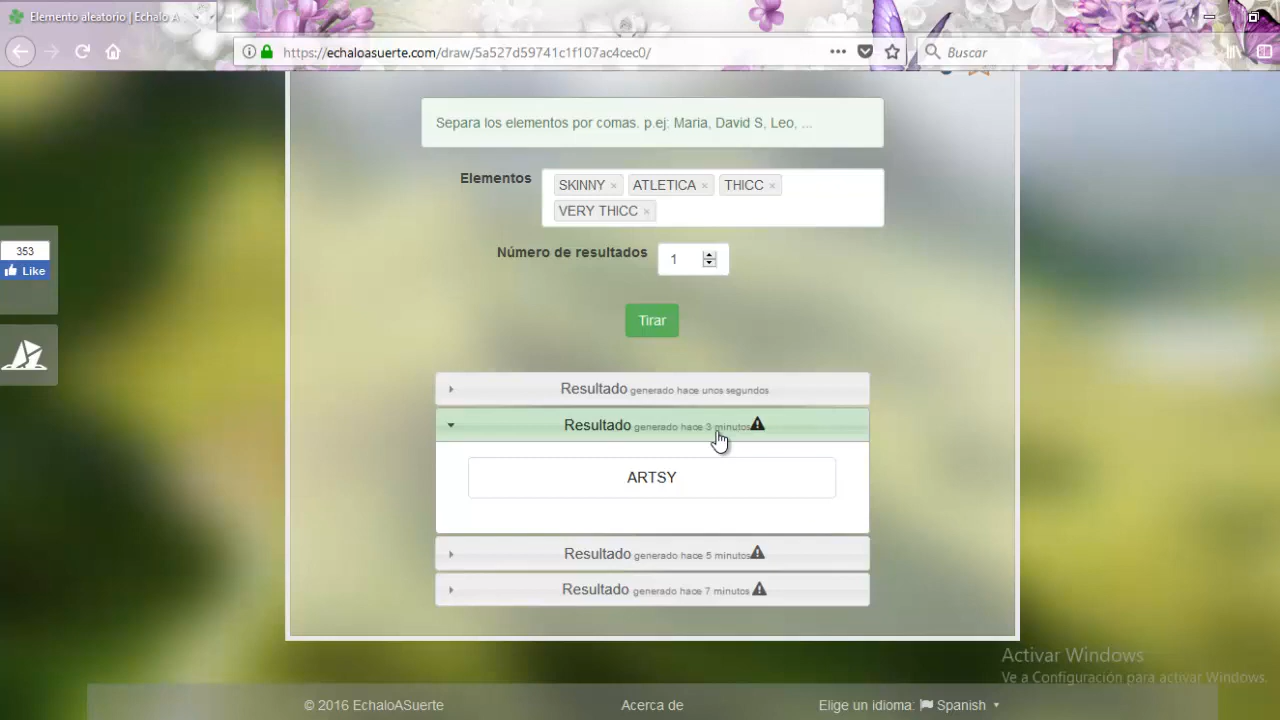 Elemento aleatorio | Echalo A S
https://echaloasuerte.com/draw/5a527d59741c1f107ac4cec0/
Buscar
Separa los elementos por comas. p.ej: Maria, David S, Leo, ...
Elementos
SKINNY × ATLETICA × THICC ×
VERY THICC ×
353
Like
Número de resultados 1
Tirar
Resultado generado hace unos segundos
Resultado generado hace 3 minutos
ARTSY
Resultado generado hace 5 minutos
Resultado generado hace 7 minutos
Activar Windows
Ve a Configuración para activar Windows.
© 2016 EchaloASuerte Acerca de Elige un idioma: Spanish